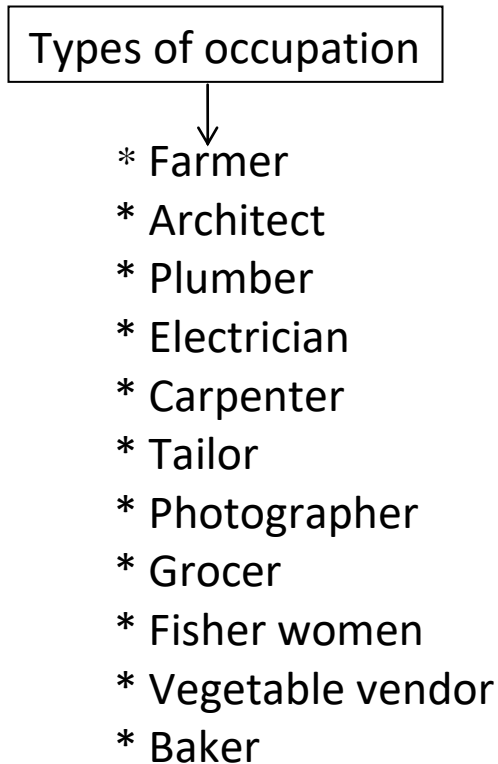 Types of occupation
* Farmer
* Architect
* Plumber
* Electrician
* Carpenter
* Tailor
* Photographer
* Grocer
* Fisher women
* Vegetable vendor
* Baker